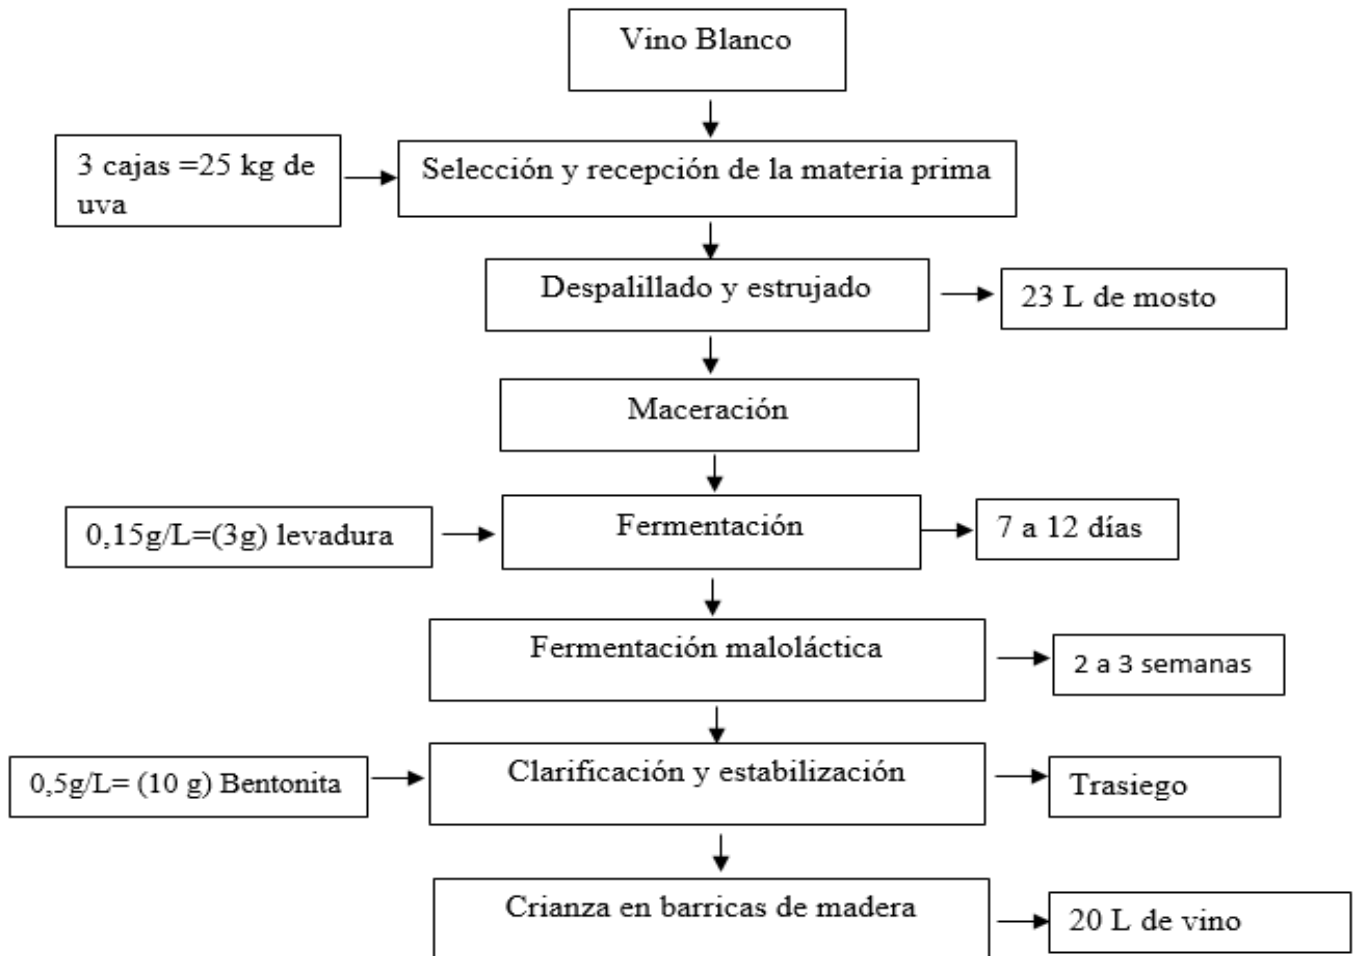 Vino Blanco
3 cajas =25 kg de
uva
Selección y recepción de la materia prima
Despalillado y estrujado
23 L de mosto
Maceración
0,15g/L=(3g) levadura
Fermentación
7 a 12 días
Fermentación maloláctica
2 a 3 semanas
0,5g/L= (10 g) Bentonita
Clarificación y estabilización
Trasiego
Crianza en barricas de madera
20 L de vino